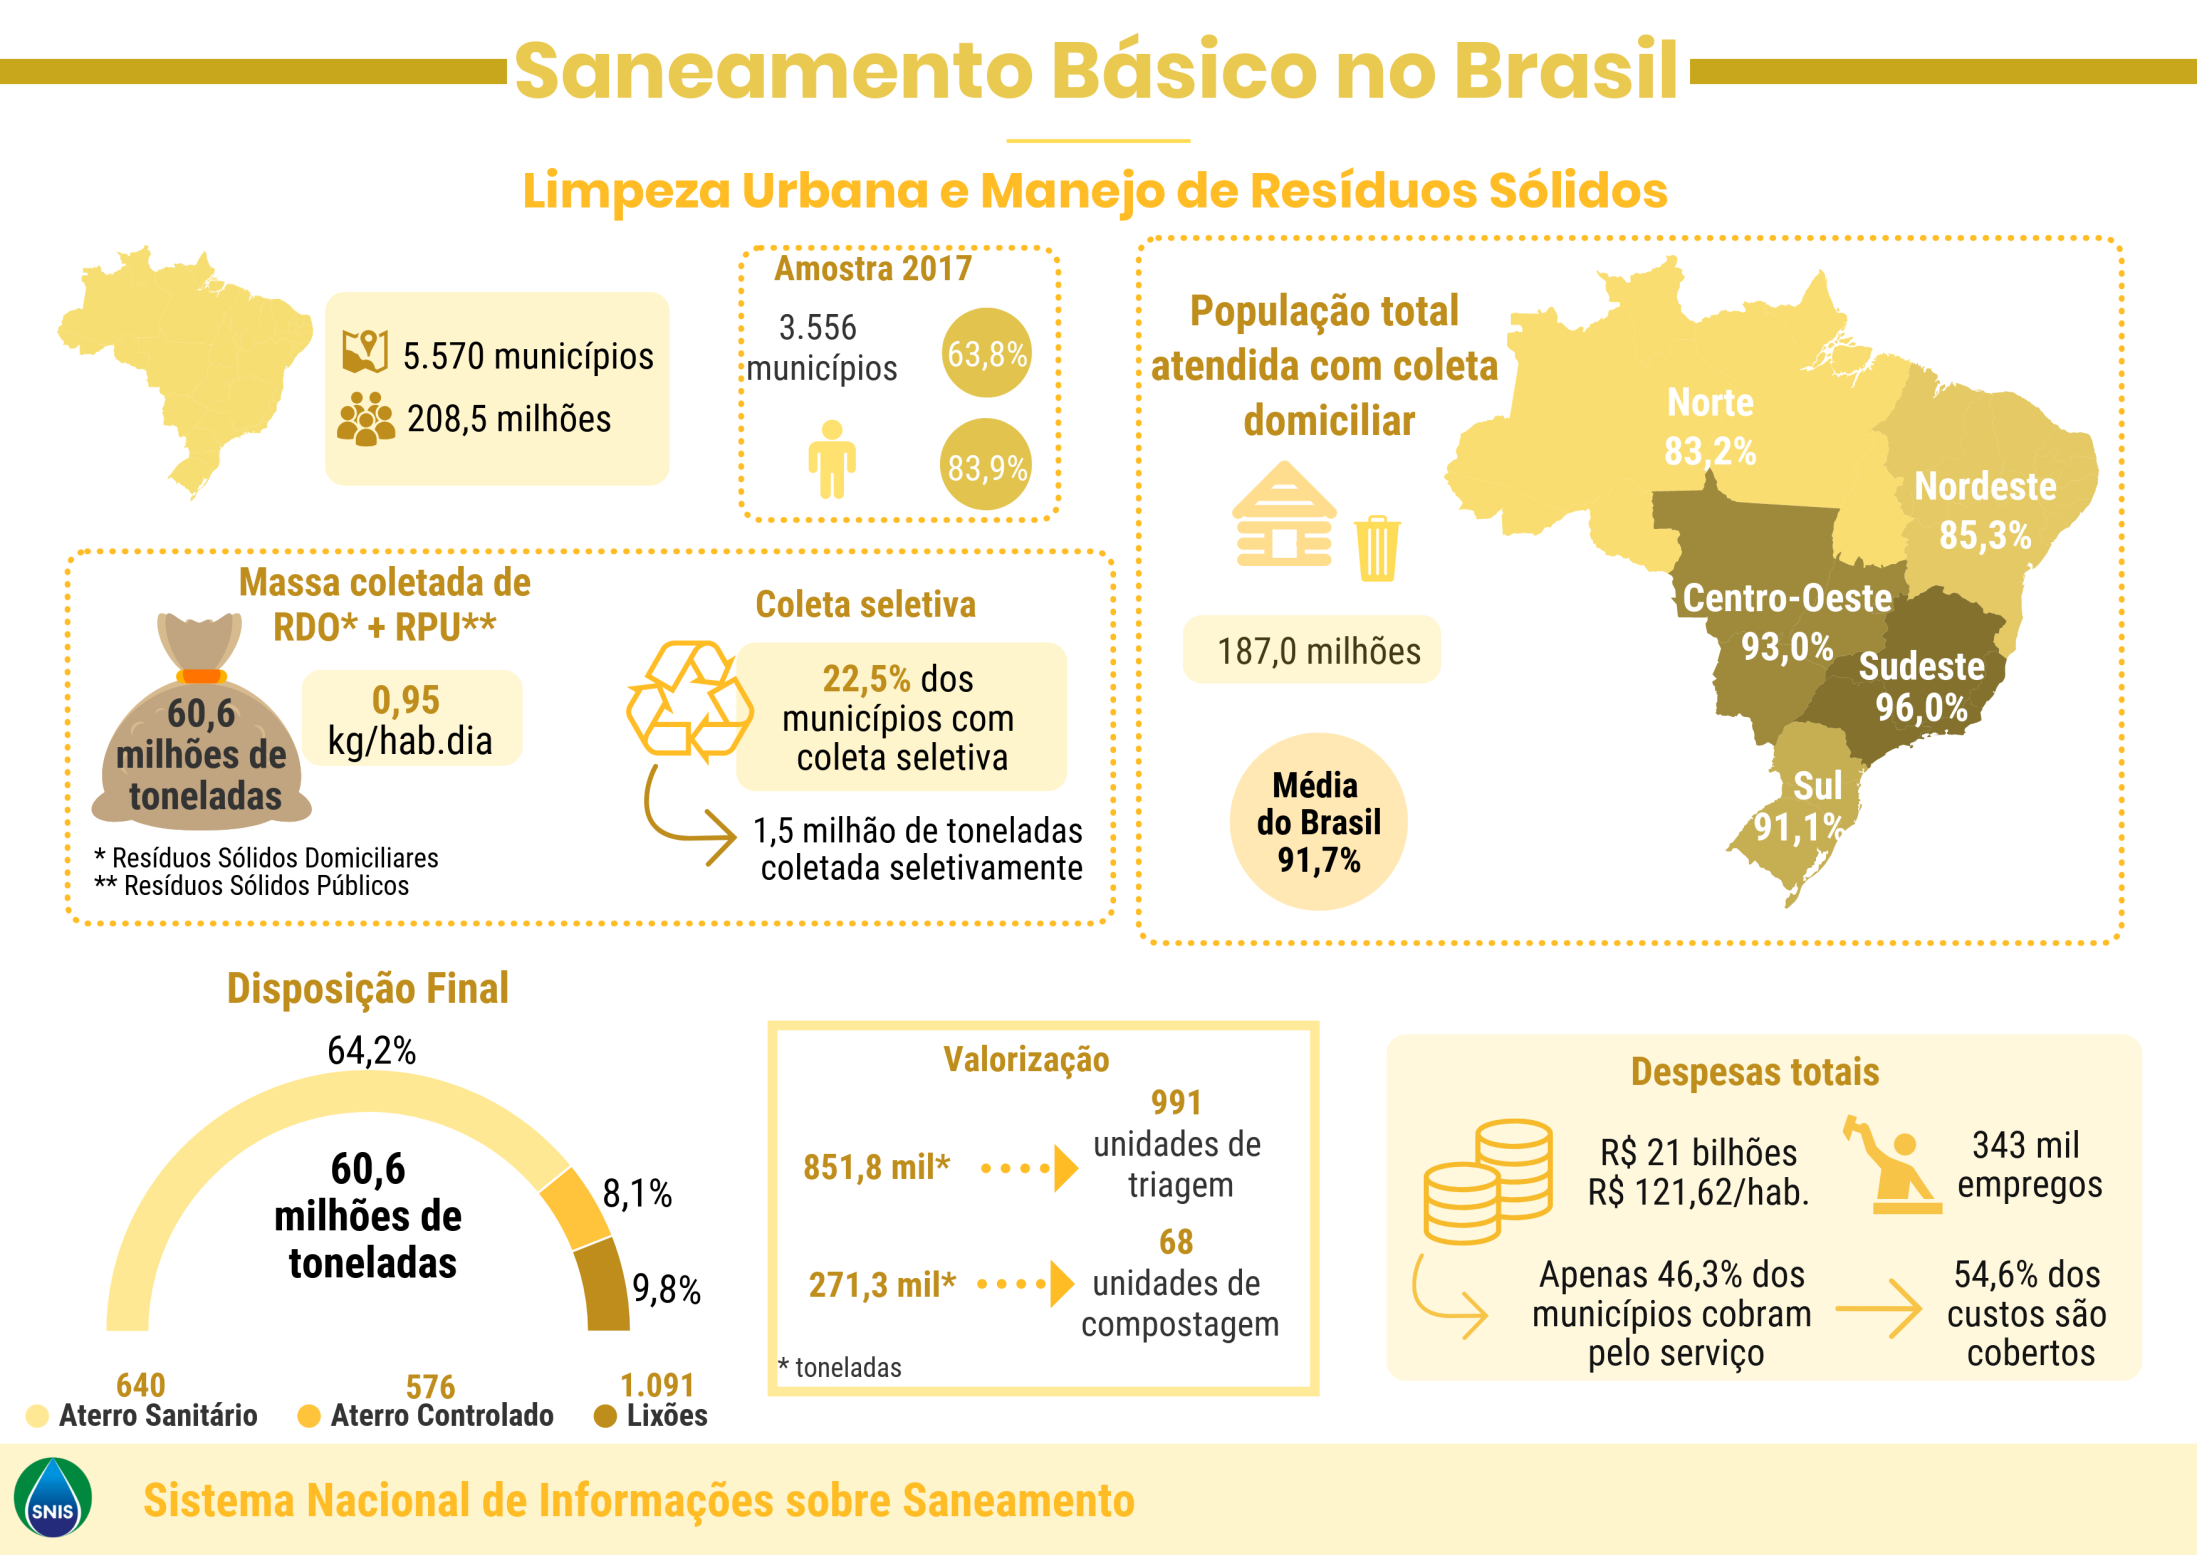 Saneamento Básico no Brasil
Limpeza Urbana e Manejo de Resíduos Sólidos
5.570 municípios
208,5 milhões
Amostra 2017
3.556
municípios
63,8%
83,9%
População total
atendida com coleta
domiciliar
187,0 milhões
Média
do Brasil
91,7%
Norte
83,2%
Nordeste
85,3%
Centro-Oeste
93,0%
Sudeste
96,0%
Sul
91,1%
Massa coletada de
RDO* + RPU**
60,6
milhões de
toneladas
0,95
kg/hab.dia
* Resíduos Sólidos Domiciliares
** Resíduos Sólidos Públicos
Coleta seletiva
22,5% dos
municípios com
coleta seletiva
1,5 milhão de toneladas
coletada seletivamente
Disposição Final
64,2%
60,6
milhões de
toneladas
8,1%
9,8%
640
Aterro Sanitário
576
Aterro Controlado
1.091
Lixões
Valorização
851,8 mil*
991
unidades de
triagem
271,3 mil*
68
unidades de
compostagem
* toneladas
Despesas totais
R$ 21 bilhões
R$ 121,62/hab.
343 mil
empregos
Apenas 46,3% dos
municípios cobram
pelo serviço
54,6% dos
custos são
cobertos
SNIS
Sistema Nacional de Informações sobre Saneamento